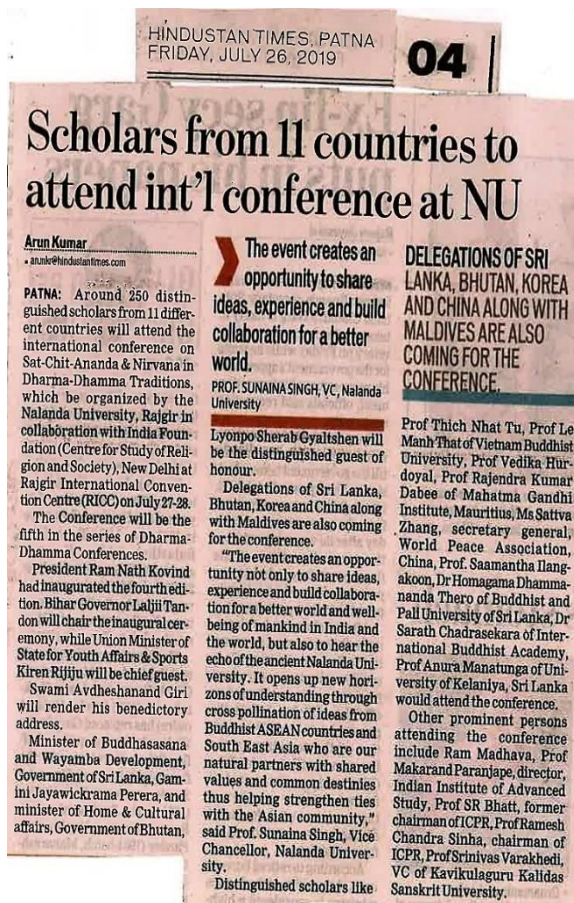 HINDUSTAN TIMES, PATNA
FRIDAY, JULY 26, 2019
04
Scholars from 11 countries to
attend int'l conference at NU
Arun Kumar
▪ arunkr@hindustantimes.com
PATNA: Around 250 distin-
guished scholars from 11 differ-
ent countries will attend the
international conference on
Sat-Chit-Ananda & Nirvana in
Dharma-Dhamma Traditions,
which be organized by the
Nalanda University, Rajgir in
collaboration with India Foun-
dation (Centre for Study of Reli-
gion and Society), New Delhi at
Rajgir International Conven-
tion Centre (RICC) on July 27-28.
The Conference will be the
fifth in the series of Dharma-
Dhamma Conferences.
President Ram Nath Kovind
had inaugurated the fourth edi-
tion. Bihar Governor Lalji Tan-
don will chair the inaugural cer-
emony, while Union Minister of
State for Youth Affairs & Sports
Kiren Rijiju will be chief guest.
Swami Avdheshanand Giri
will render his benedictory
address.
Minister of Buddhasasana
and Wayamba Development,
Government of Sri Lanka, Gam-
ini Jayawickrama Perera, and
minister of Home & Cultural
affairs, Government of Bhutan,
The event creates an
opportunity to share
ideas, experience and build
collaboration for a better
world.
PROF. SUNAINA SINGH, VC, Nalanda
University
Lyonpo Sherab Gyaltshen will
be the distinguished guest of
honour.
Delegations of Sri Lanka,
Bhutan, Korea and China along
with Maldives are also coming
for the conference.
"The event creates an oppor-
tunity not only to share ideas,
experience and build collabora-
tion for a better world and well-
being of mankind in India and
the world, but also to hear the
echo of the ancient Nalanda Uni-
versity. It opens up new hori-
zons of understanding through
cross pollination of ideas from
Buddhist ASEAN countries and
South East Asia who are our
natural partners with shared
values and common destinies
thus helping strengthen ties
with the Asian community,"
said Prof. Sunaina Singh, Vice
Chancellor, Nalanda Univer-
sity.
Distinguished scholars like
DELEGATIONS OF SRI
LANKA, BHUTAN, KOREA
AND CHINA ALONG WITH
MALDIVES ARE ALSO
COMING FOR THE
CONFERENCE.
Prof Thich Nhat Tu, Prof Le
Manh That of Vietnam Buddhist
University, Prof Vedika Hur-
doyal, Prof Rajendra Kumar
Dabee of Mahatma Gandhi
Institute, Mauritius, Ms Sattva
Zhang, secretary general,
World Peace Association,
China, Prof. Saamantha Ilang-
akoon, Dr Homagama Dhamma-
nanda Thero of Buddhist and
Pali University of Sri Lanka, Dr
Sarath Chadrasekara of Inter-
national Buddhist Academy,
Prof Anura Manatunga of Uni-
versity of Kelaniya, Sri Lanka
would attend the conference.
Other prominent persons
attending the conference
include Ram Madhava, Prof
Makarand Paranjape, director,
Indian Institute of Advanced
Study, Prof SR Bhatt, former
chairman of ICPR, Prof Ramesh
Chandra Sinha, chairman of
ICPR, Prof Srinivas Varakhedi,
VC of Kavikulaguru Kalidas
Sanskrit University.